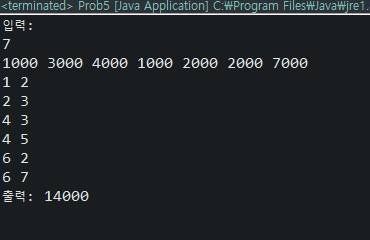 <terminated> Prob5 [Java Application] C:\Program Files\Java\jre1.
입력:
7
1000 3000 4000 1000 2000 2000 7000
1 2
2 3
4 3
4 5
6 2
6 7
출력: 14000